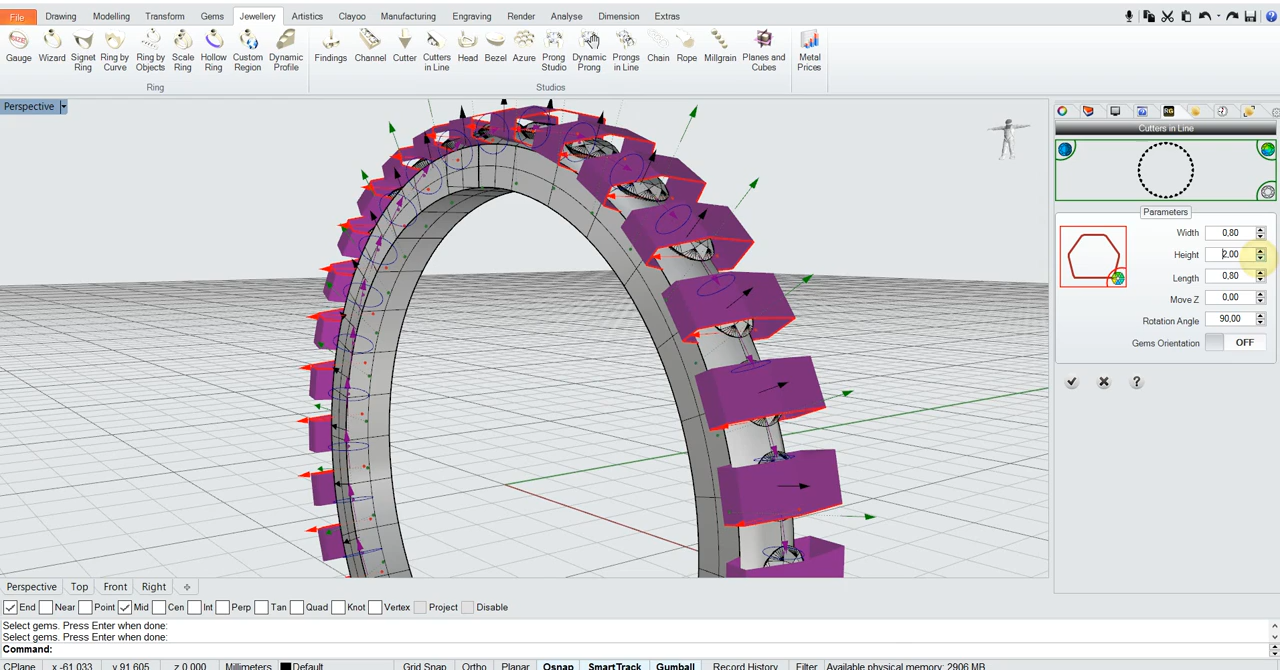 File Drawing Modelling Transform Gems Jewellery Artistics Clayoo Manufacturing Engraving Render Analyse Dimension Extras
Gauge Wizard Signet Ring Ring by Curve Ring by Objects Scale Ring Hollow Ring Custom Region Dynamic Profile Findings Channel Cutter Cutters in Line Head Bezel Azure Prong Studio Dynamic Prong Prongs in Line Chain Rope Millgrain Planes and Cubes Metal Prices
Ring Studios
Perspective
RG
Cutters in Line
Parameters
Width 0,80
Height 2,00
Length 0,80
Move Z 0,00
Rotation Angle 90,00
Gems Orientation OFF
Perspective Top Front Right
End Near Point Mid Cen Int Perp Tan Quad Knot Vertex Project Disable
Select gems. Press Enter when done:
Select gems. Press Enter when done:
Command:
CPlane x -61.033 y 91.605 z 0.000 Millimeters Default Grid Snap Ortho Planar Osnap SmartTrack Gumball Record History Filter Available physical memory: 2906 MB